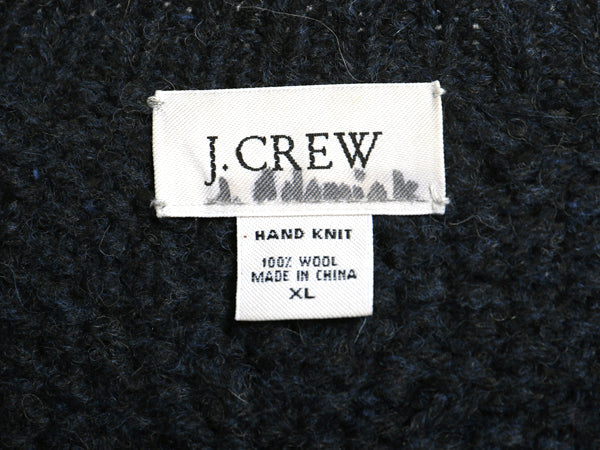 J.CREW
HAND KNIT
100% WOOL
MADE IN CHINA
XL